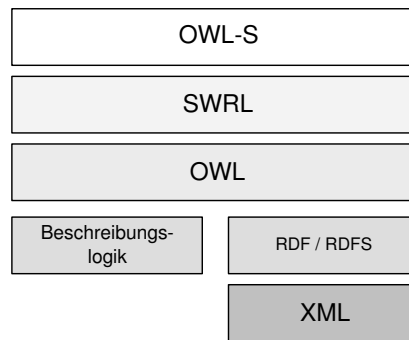 OWL-S
SWRL
OWL
Beschreibungs-
logik
RDF / RDFS
XML